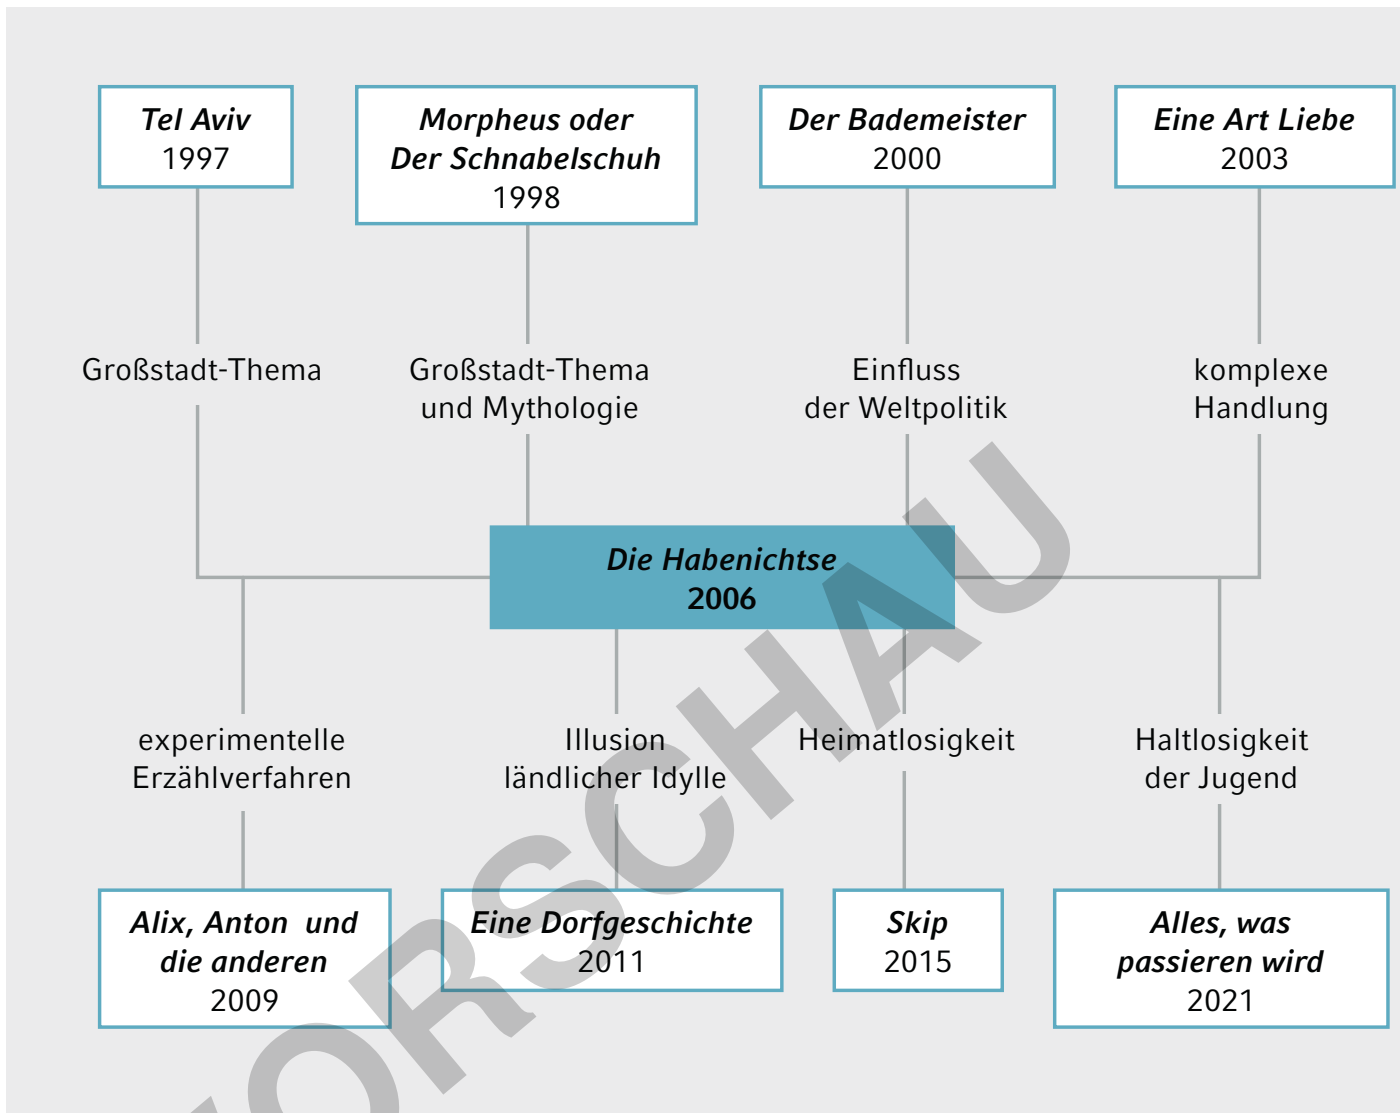 Tel Aviv
1997
Morpheus oder
Der Schnabelschuh
1998
Der Bademeister
2000
Eine Art Liebe
2003
Großstadt-Thema
Großstadt-Thema
und Mythologie
Einfluss
der Weltpolitik
komplexe
Handlung
Die Habenichtse
2006
experimentelle
Erzählverfahren
Illusion
ländlicher Idylle
Heimatlosigkeit
Haltlosigkeit
der Jugend
Alix, Anton und
die anderen
2009
Eine Dorfgeschichte
2011
Skip
2015
Alles, was
passieren wird
2021
VORSCHAU